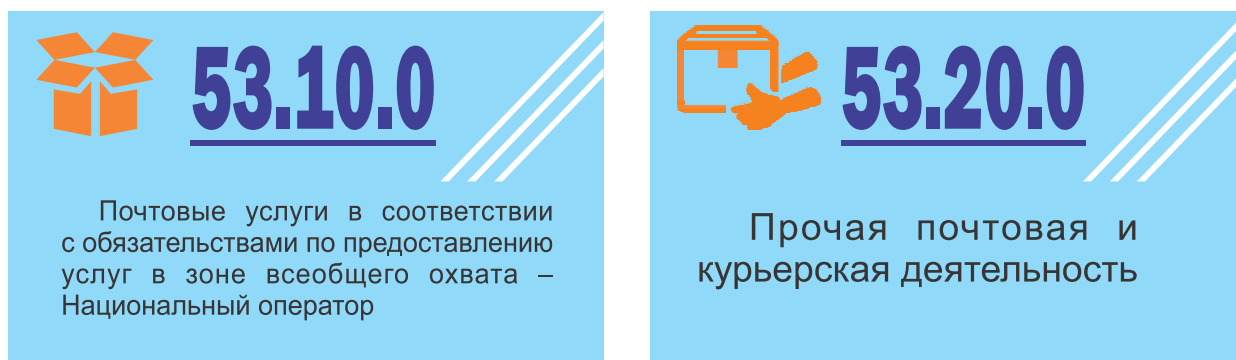 53.10.0
Почтовые услуги в соответствии
с обязательствами по предоставлению
услуг в зоне всеобщего охвата –
Национальный оператор
53.20.0
Прочая почтовая и
курьерская деятельность